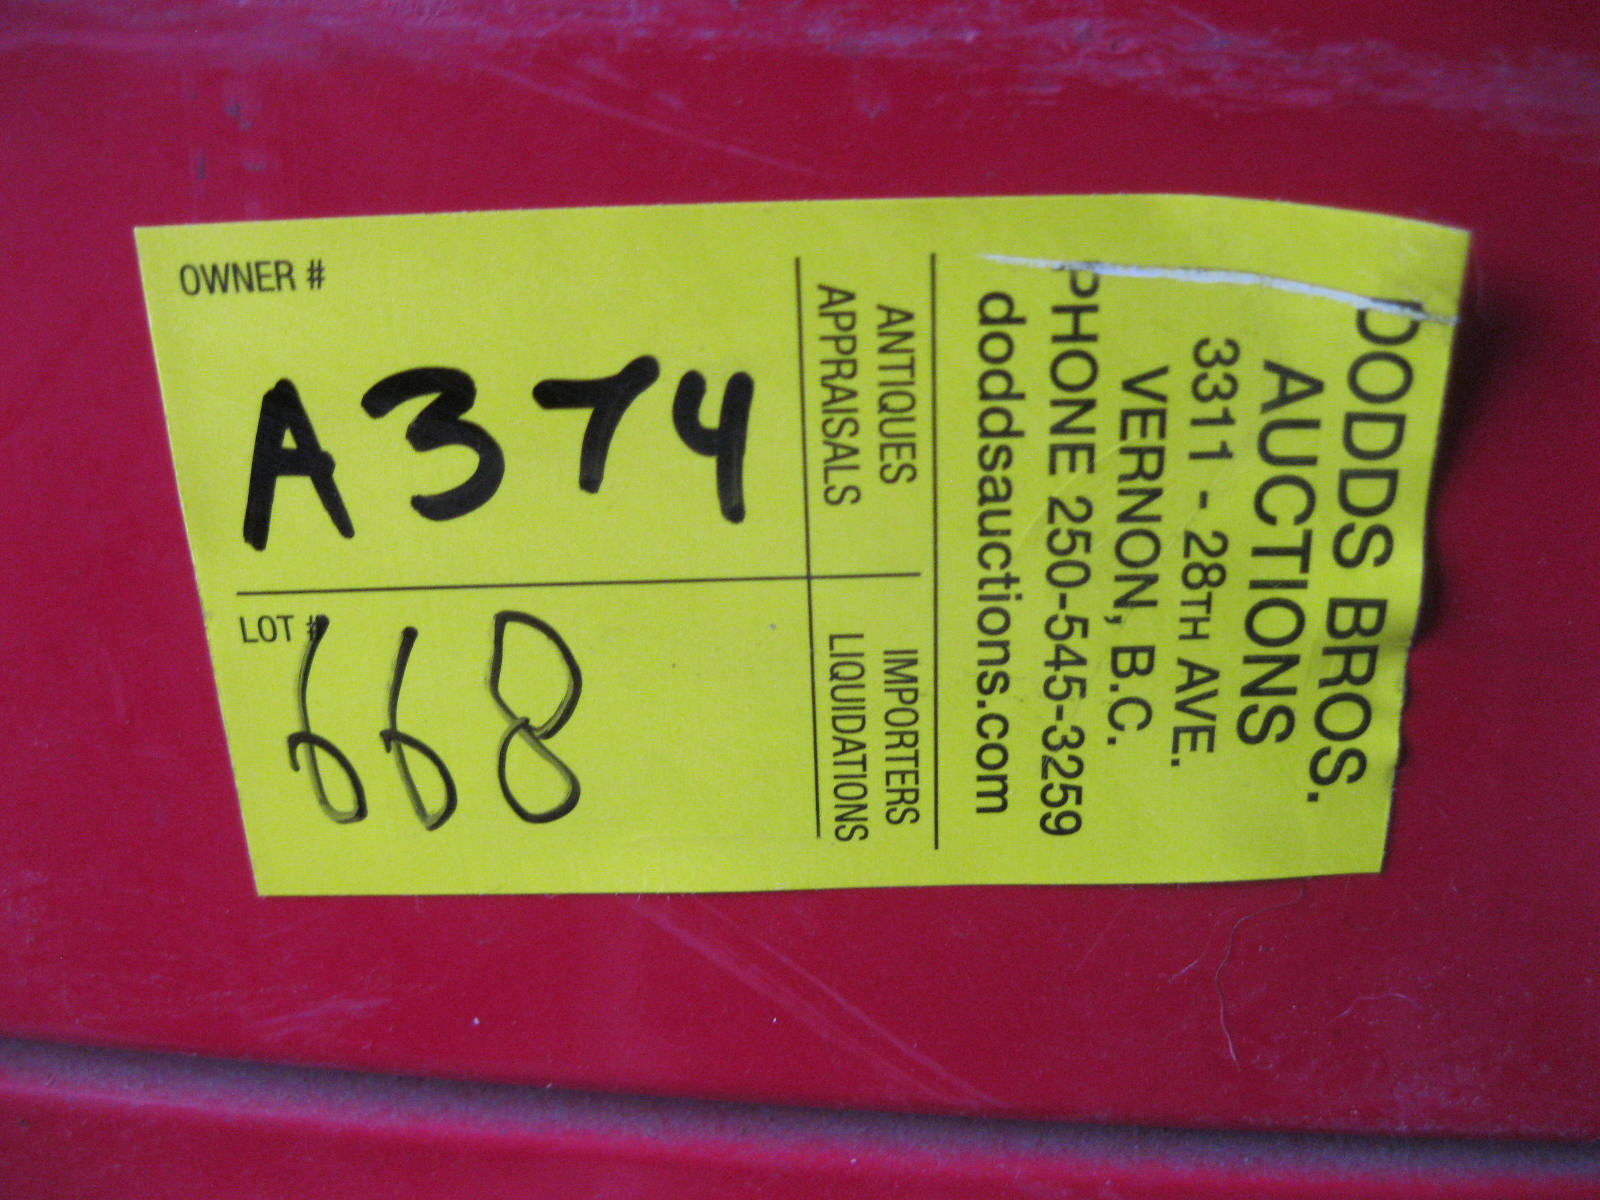 DODDS BROS.
AUCTIONS
3311 - 28TH AVE.
VERNON, B.C.
PHONE 250-545-3259
doddsauctions.com
ANTIQUES
APPRAISALS
IMPORTERS
LIQUIDATIONS
OWNER #
A374
LOT #
668